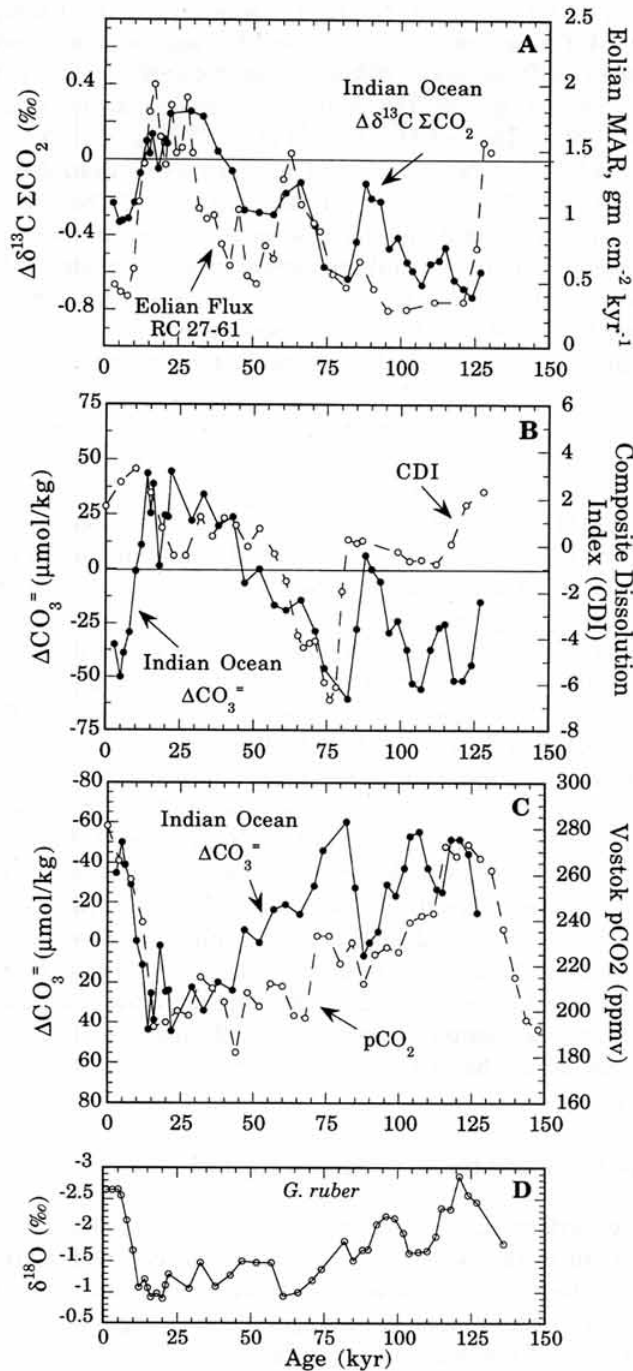 A
2.5
0.4
2
Indian Ocean
Δδ¹³C ΣCO₂
0
1.5
-0.4
1
-0.8
0.5
0
Eolian Flux
RC 27-61
Δδ¹³C ΣCO₂ (‰)
Eolian MAR, gm cm⁻² kyr⁻¹
0 25 50 75 100 125 150
B
75
50
25
0
-25
-50
-75
6
4
2
0
-2
-4
-6
-8
CDI
Indian Ocean
ΔCO₃⁼
ΔCO₃⁼ (μmol/kg)
Composite Dissolution
Index (CDI)
0 25 50 75 100 125 150
C
-80
-60
-40
-20
0
20
40
60
80
300
280
260
240
220
200
180
160
Indian Ocean
ΔCO₃⁼
pCO₂
ΔCO₃⁼ (μmol/kg)
Vostok pCO2 (ppmv)
0 25 50 75 100 125 150
G. ruber
D
-3
-2.5
-2
-1.5
-1
-0.5
δ¹⁸O (‰)
0 25 50 75 100 125 150
Age (kyr)